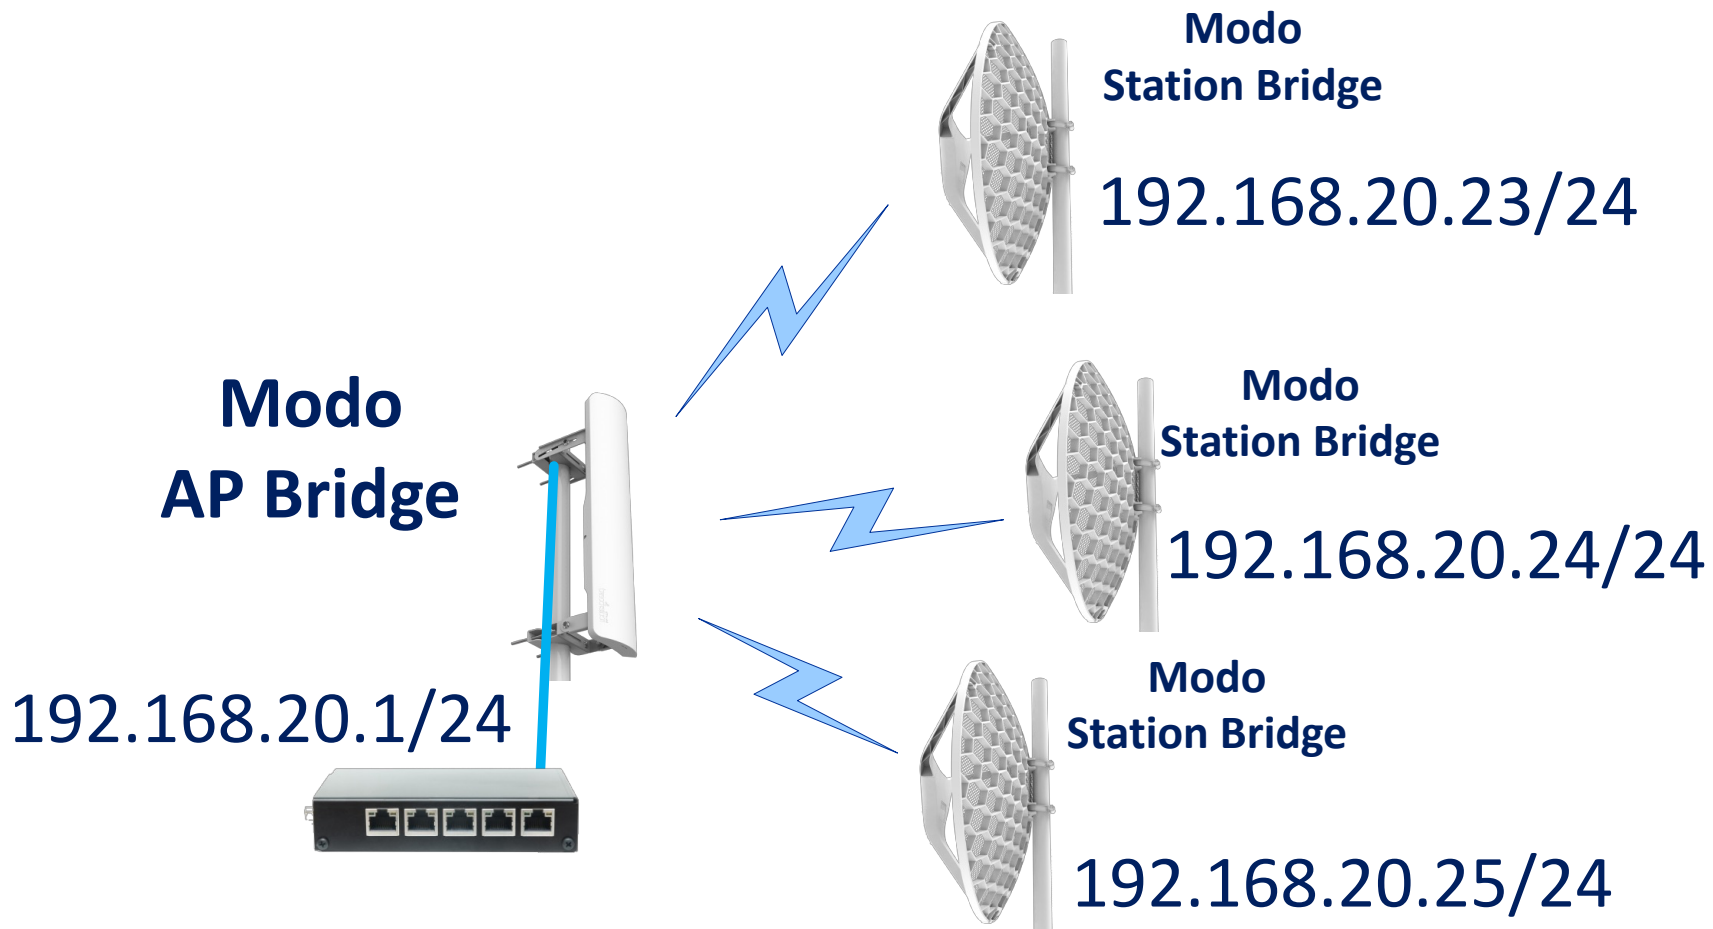 Modo
Station Bridge
192.168.20.23/24
Modo
AP Bridge
Modo
Station Bridge
192.168.20.24/24
192.168.20.1/24
Modo
Station Bridge
192.168.20.25/24